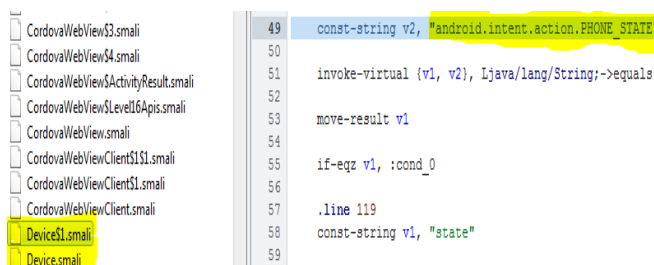 CordovaWebView$3.smali
CordovaWebView$4.smali
CordovaWebView$ActivityResult.smali
CordovaWebView$Level16Apis.smali
CordovaWebView.smali
CordovaWebViewClient$1$1.smali
CordovaWebViewClient$1.smali
CordovaWebViewClient.smali
Device$1.smali
Device.smali
49 const-string v2, "android.intent.action.PHONE_STATE
50
51 invoke-virtual {v1, v2}, Ljava/lang/String;->equals
52
53 move-result v1
54
55 if-eqz v1, :cond_0
56
57 .line 119
58 const-string v1, "state"
59